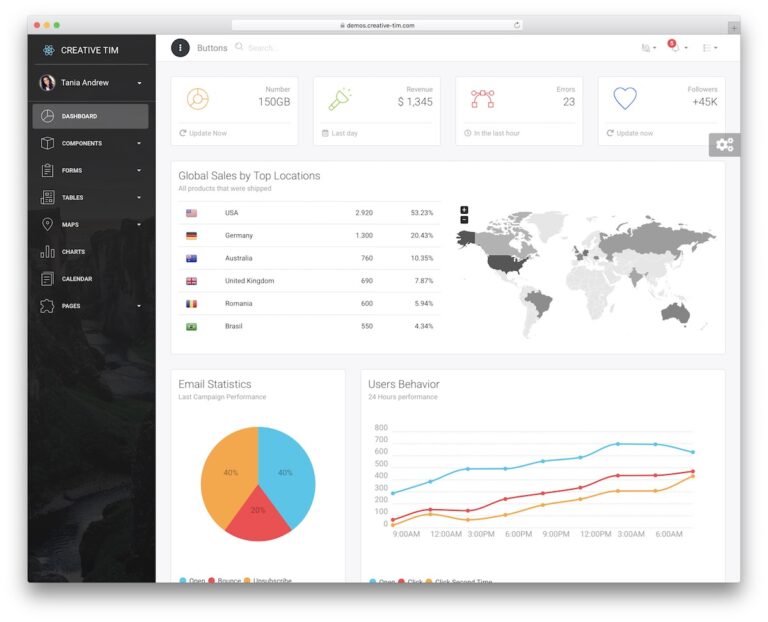 demos.creative-tim.com
CREATIVE TIM
Tania Andrew
DASHBOARD
COMPONENTS
FORMS
TABLES
MAPS
CHARTS
CALENDAR
PAGES
Buttons
Search...
5
Number
150GB
Update Now
Revenue
$ 1,345
Last day
Errors
23
In the last hour
Followers
+45K
Update now
Global Sales by Top Locations
All products that were shipped
USA 2.920 53.23%
Germany 1.300 20.43%
Australia 760 10.35%
United Kingdom 690 7.87%
Romania 600 5.94%
Brasil 550 4.34%
+
−
Email Statistics
Last Campaign Performance
40% 40%
20%
Open Bounce Unsubscribe
Users Behavior
24 Hours performance
800
700
600
500
400
300
200
100
0
9:00AM 12:00AM 3:00PM 6:00PM 9:00PM 12:00PM 3:00AM 6:00AM
Open Click Click Second Time